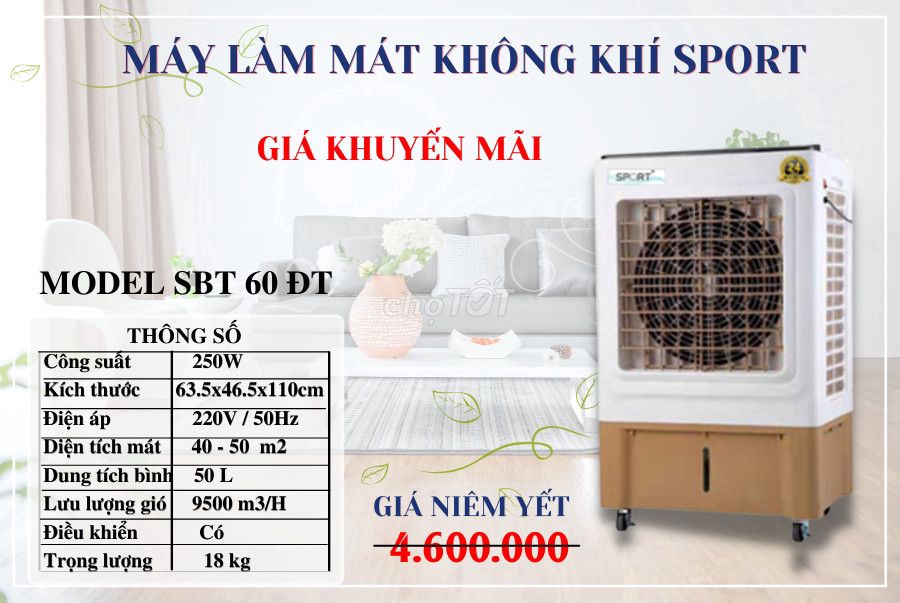 MÁY LÀM MÁT KHÔNG KHÍ SPORT
GIÁ KHUYẾN MÃI
SPORT
24
MODEL SBT 60 ĐT
chợTỐT
THÔNG SỐ
Công suất 250W
Kích thước 63.5x46.5x110cm
Điện áp 220V / 50Hz
Diện tích mát 40 - 50 m2
Dung tích bình 50 L
Lưu lượng gió 9500 m3/H
Điều khiển Có
Trọng lượng 18 kg
GIÁ NIÊM YẾT
4.600.000